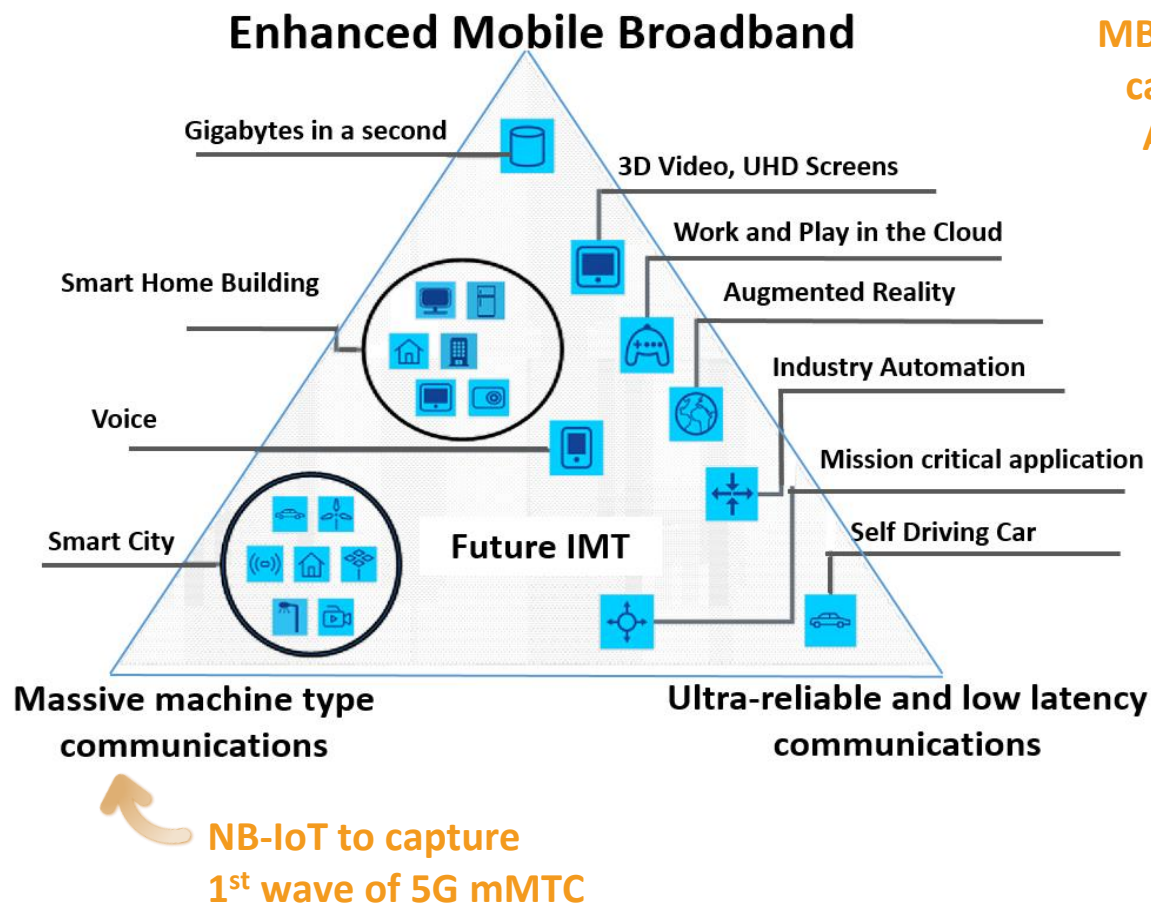 Enhanced Mobile Broadband
MB
ca
A
Gigabytes in a second
3D Video, UHD Screens
Work and Play in the Cloud
Smart Home Building
Augmented Reality
Industry Automation
Voice
Mission critical application
Smart City
Self Driving Car
Future IMT
Massive machine type
communications
Ultra-reliable and low latency
communications
NB-IoT to capture
1st wave of 5G mMTC